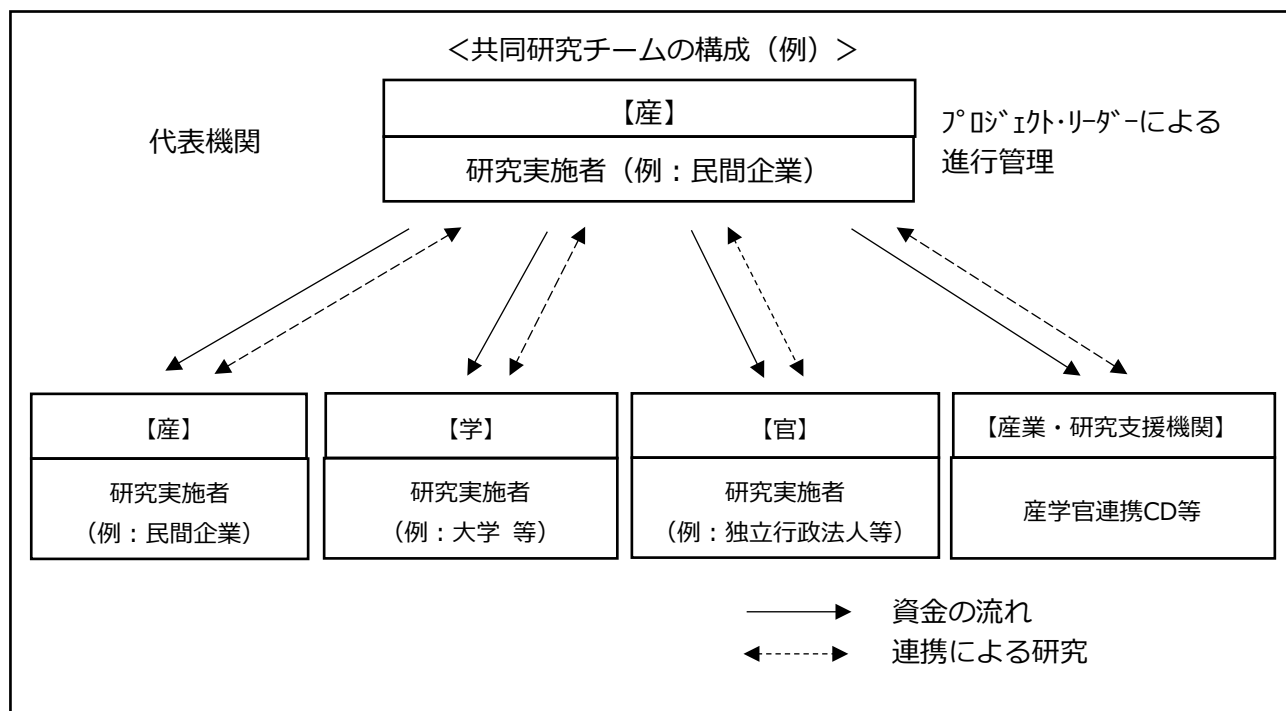 ＜共同研究チームの構成（例）＞
代表機関
【産】
研究実施者（例：民間企業）
ﾌﾟﾛｼﾞｪｸﾄ･ﾘｰﾀﾞｰによる
進行管理
【産】
研究実施者
（例：民間企業）
【学】
研究実施者
（例：大学 等）
【官】
研究実施者
（例：独立行政法人等）
【産業・研究支援機関】
産学官連携CD等
資金の流れ
連携による研究